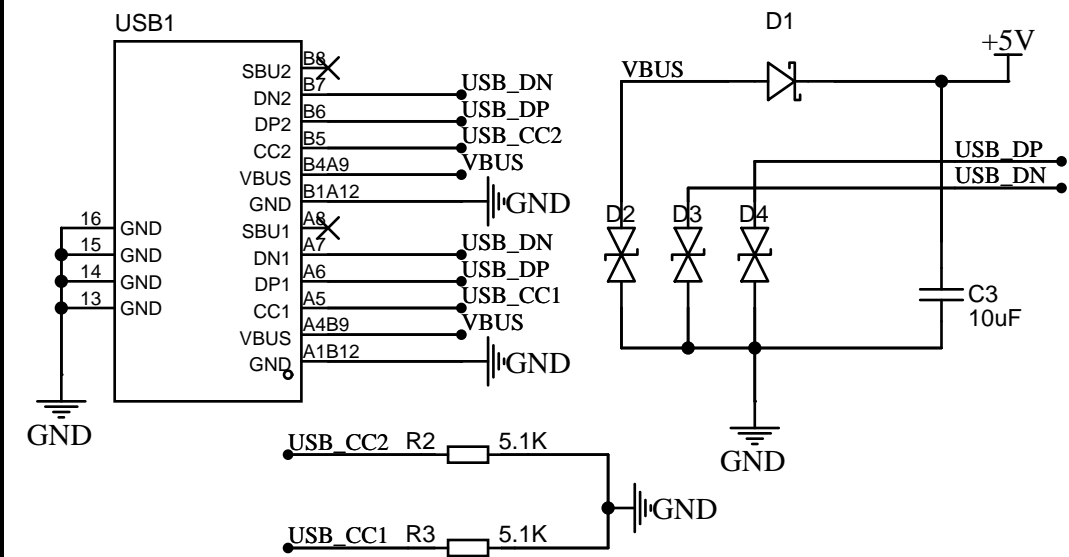 USB1
SBU2 B8
DN2 B7 USB_DN
DP2 B6 USB_DP
CC2 B5 USB_CC2
VBUS B4A9 VBUS
GND B1A12 GND
SBU1 A8
DN1 A7 USB_DN
DP1 A6 USB_DP
CC1 A5 USB_CC1
VBUS A4B9 VBUS
GND A1B12 GND
16 GND
15 GND
14 GND
13 GND
GND
D1
+5V
VBUS
USB_DP
USB_DN
D2 D3 D4
C3
10uF
GND
USB_CC2 R2 5.1K
GND
USB_CC1 R3 5.1K